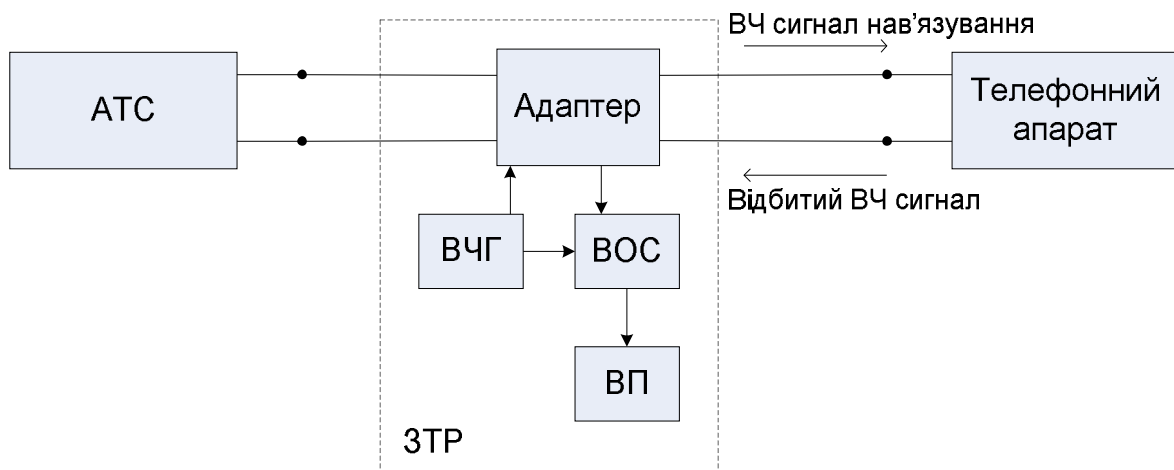 ВЧ сигнал нав’язування
АТС
Адаптер
Телефонний
апарат
Відбитий ВЧ сигнал
ВЧГ
ВОС
ВП
ЗТР